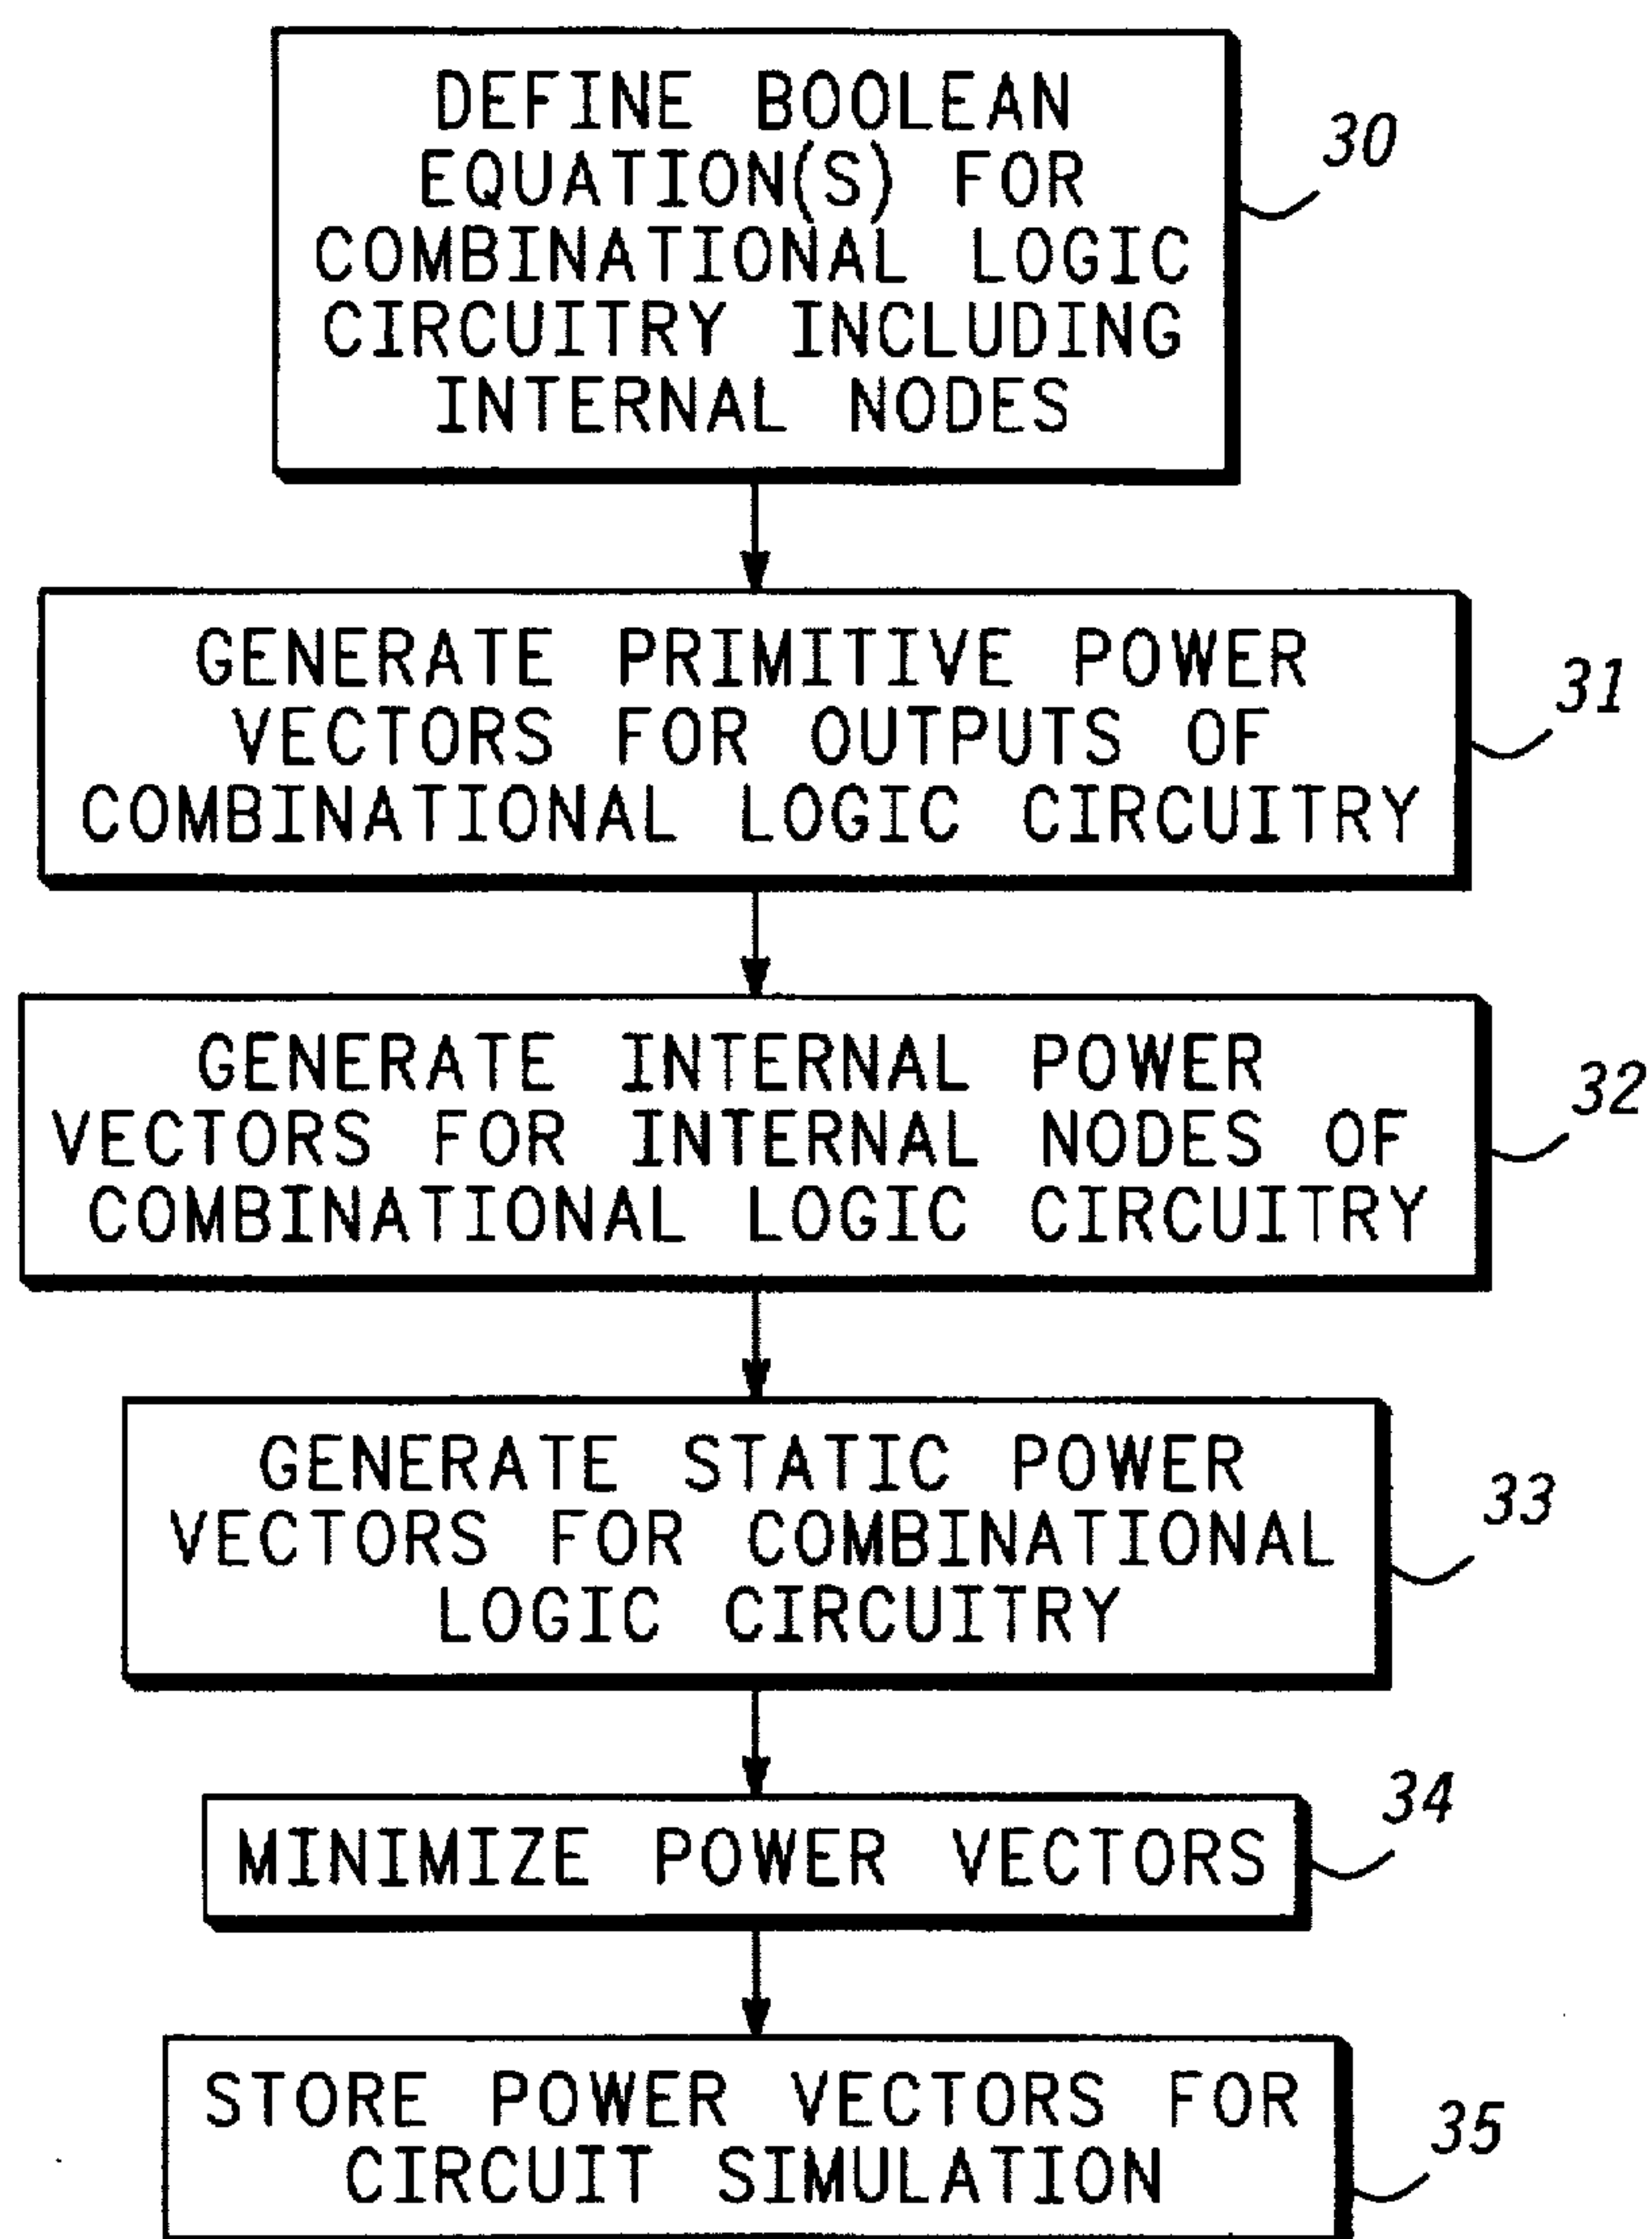 DEFINE BOOLEAN
EQUATION(S) FOR
COMBINATIONAL LOGIC
CIRCUITRY INCLUDING
INTERNAL NODES
30
GENERATE PRIMITIVE POWER
VECTORS FOR OUTPUTS OF
COMBINATIONAL LOGIC CIRCUITRY
31
GENERATE INTERNAL POWER
VECTORS FOR INTERNAL NODES OF
COMBINATIONAL LOGIC CIRCUITRY
32
GENERATE STATIC POWER
VECTORS FOR COMBINATIONAL
LOGIC CIRCUITRY
33
MINIMIZE POWER VECTORS
34
STORE POWER VECTORS FOR
CIRCUIT SIMULATION
35